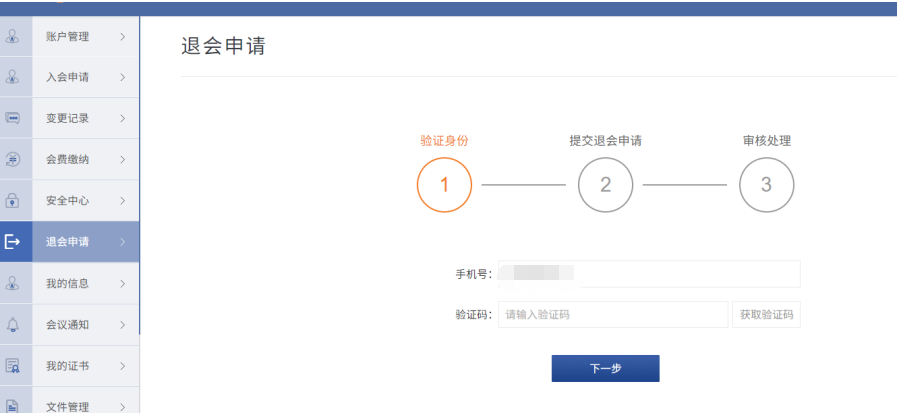 账户管理
入会申请
变更记录
会费缴纳
安全中心
退会申请
我的信息
会议通知
我的证书
文件管理
退会申请
验证身份 提交退会申请 审核处理
1 2 3
手机号：
验证码： 请输入验证码 获取验证码
下一步